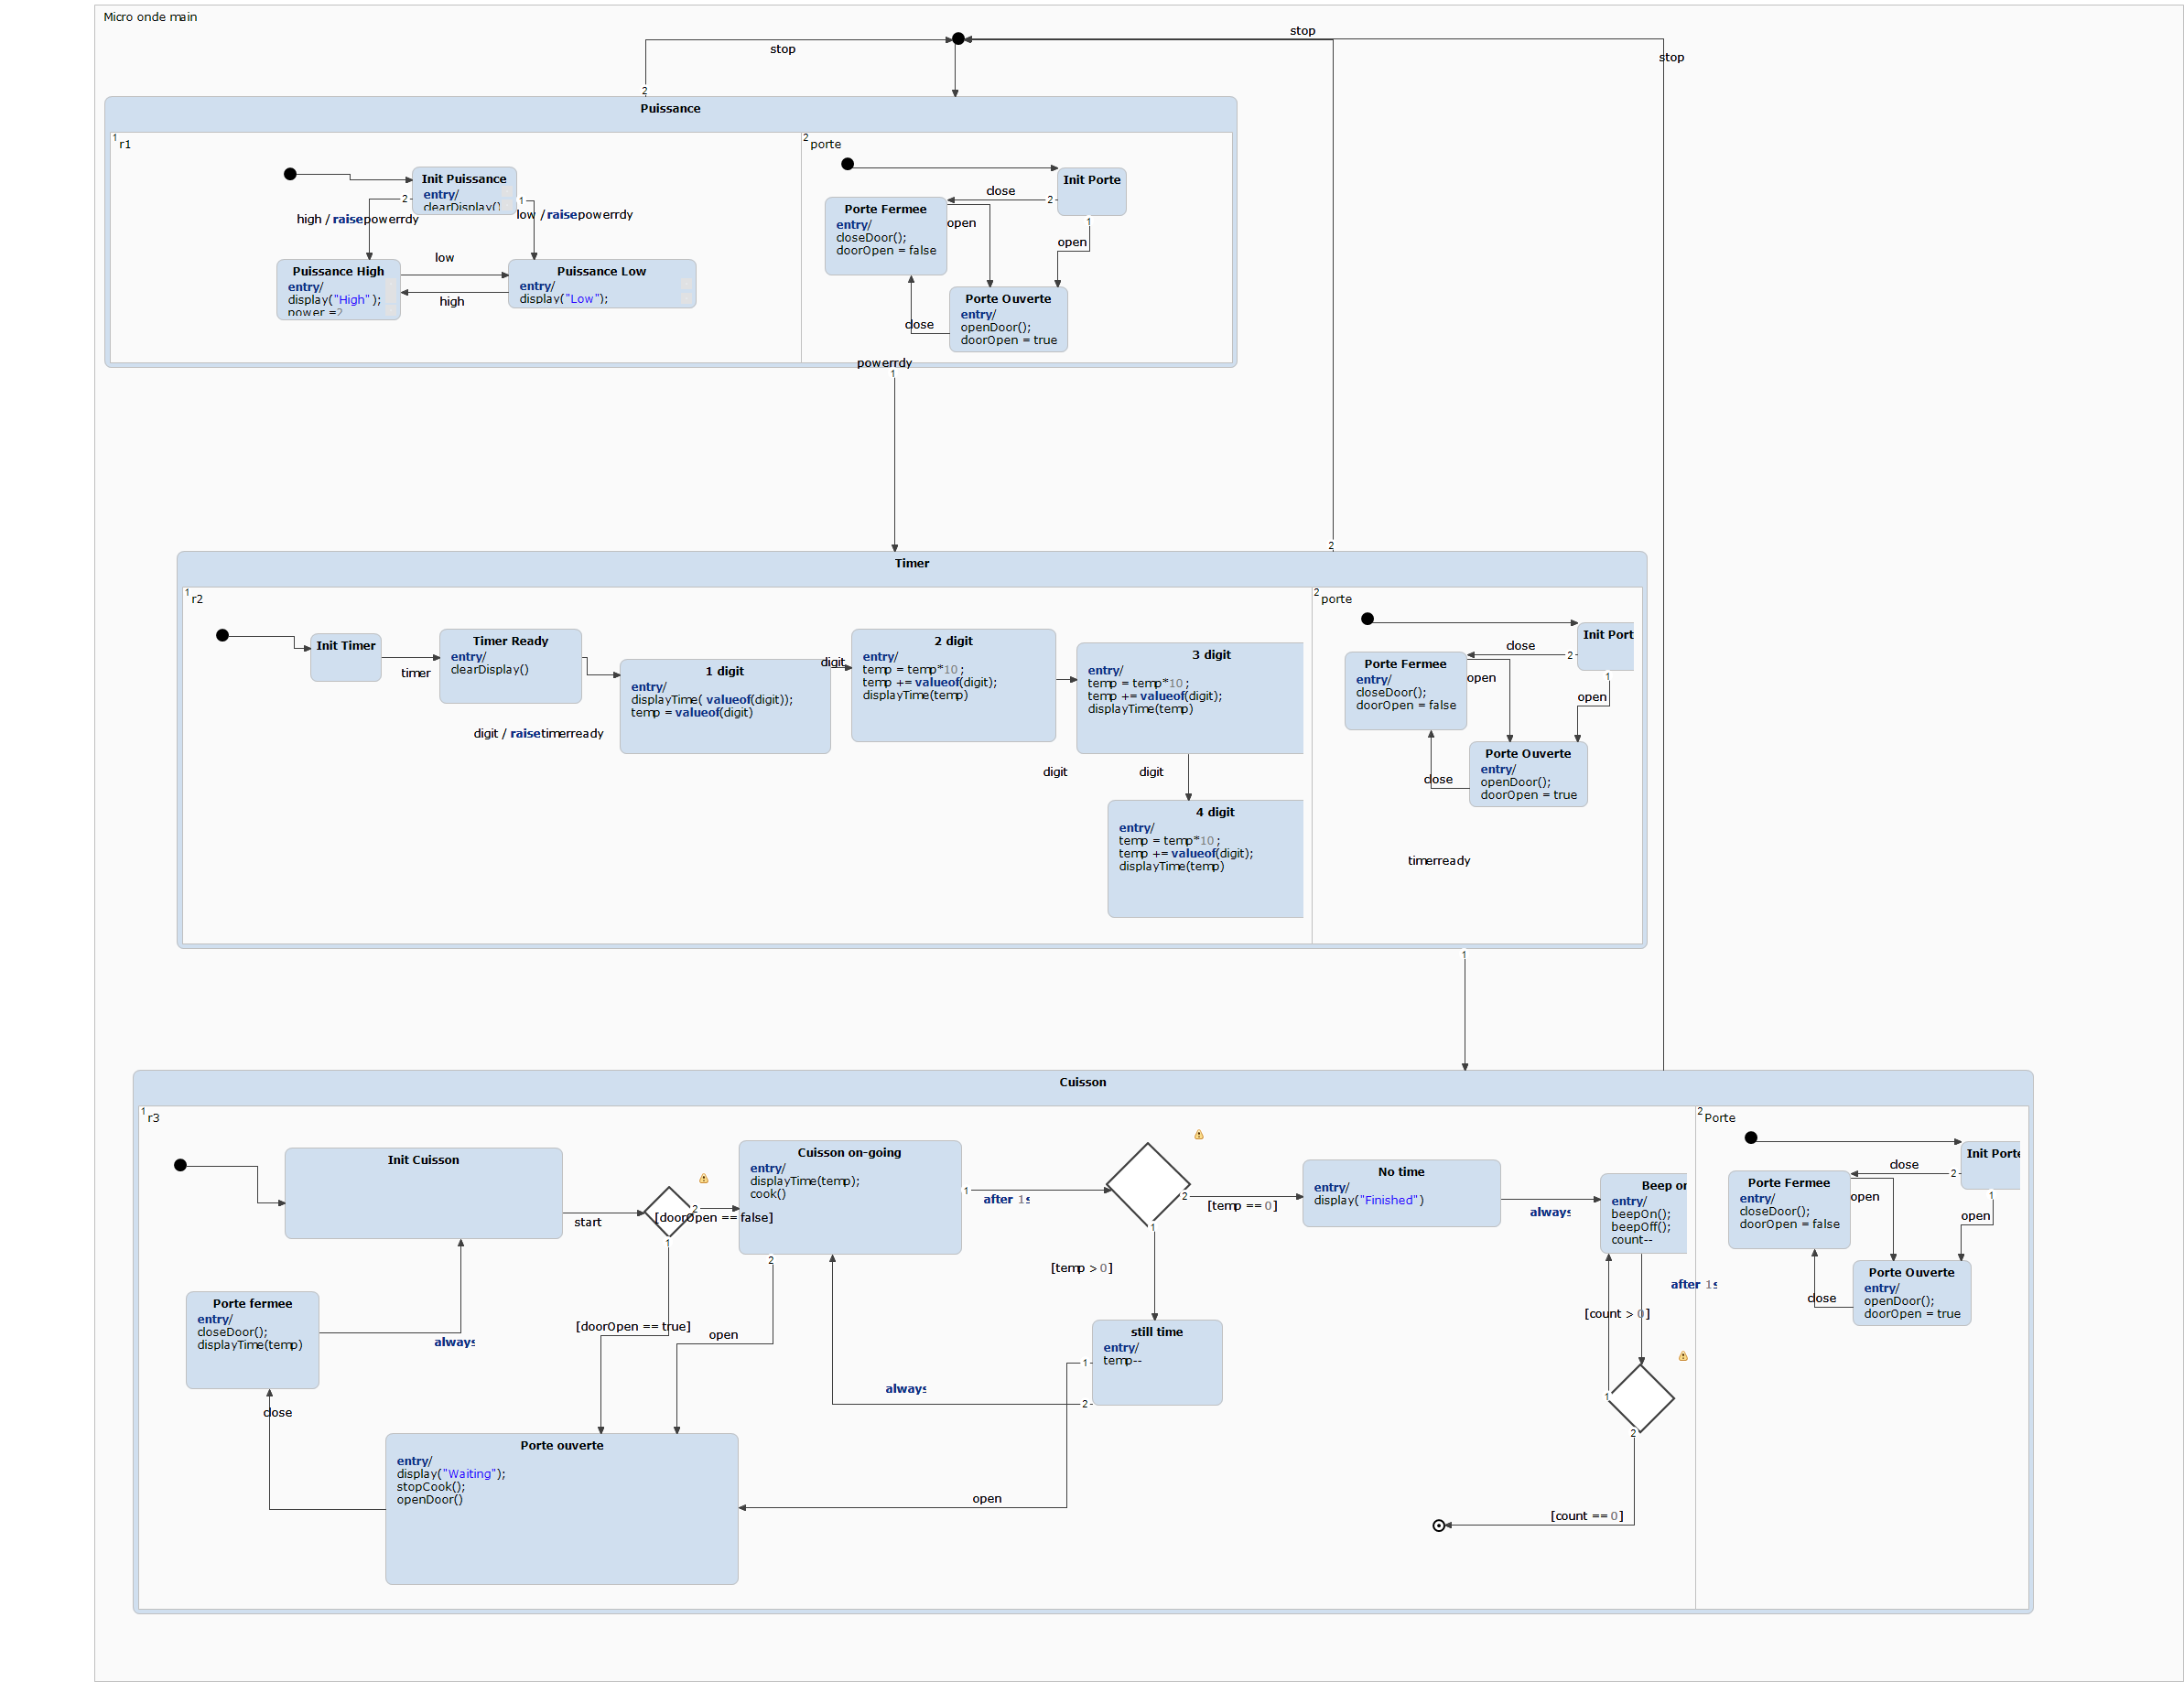 Micro onde main
stop
stop
stop
2
Puissance
1
r1
2
porte
Init Puissance
entry/
clearDisplay()
2
1
high / raise powerrdy
low / raise powerrdy
Puissance High
entry/
display("High" );
power =2
low
high
Puissance Low
entry/
display("Low");
Init Porte
close
2
1
Porte Fermee
entry/
closeDoor();
doorOpen = false
open
open
Porte Ouverte
entry/
openDoor();
doorOpen = true
close
powerrdy
1
2
Timer
1
r2
2
porte
Init Timer
timer
Timer Ready
entry/
clearDisplay()
digit / raise timerready
1 digit
entry/
displayTime( valueof(digit));
temp = valueof(digit)
digit
2 digit
entry/
temp = temp*10 ;
temp += valueof(digit);
displayTime(temp)
digit
3 digit
entry/
temp = temp*10 ;
temp += valueof(digit);
displayTime(temp)
digit
4 digit
entry/
temp = temp*10 ;
temp += valueof(digit);
displayTime(temp)
Init Port
close
2
1
Porte Fermee
entry/
closeDoor();
doorOpen = false
open
open
Porte Ouverte
entry/
openDoor();
doorOpen = true
close
timerready
1
Cuisson
1
r3
2
Porte
Init Cuisson
start
2
[doorOpen == false]
1
Cuisson on-going
entry/
displayTime(temp);
cook()
1
after 1s
2
2
[temp == 0]
1
[temp > 0]
No time
entry/
display("Finished")
always
Beep on
entry/
beepOn();
beepOff();
count--
after 1s
[count > 0]
1
2
[count == 0]
Porte fermee
entry/
closeDoor();
displayTime(temp)
always
[doorOpen == true]
open
still time
entry/
temp--
1
2
always
close
Porte ouverte
entry/
display("Waiting");
stopCook();
openDoor()
open
Init Porte
close
2
1
Porte Fermee
entry/
closeDoor();
doorOpen = false
open
open
Porte Ouverte
entry/
openDoor();
doorOpen = true
close